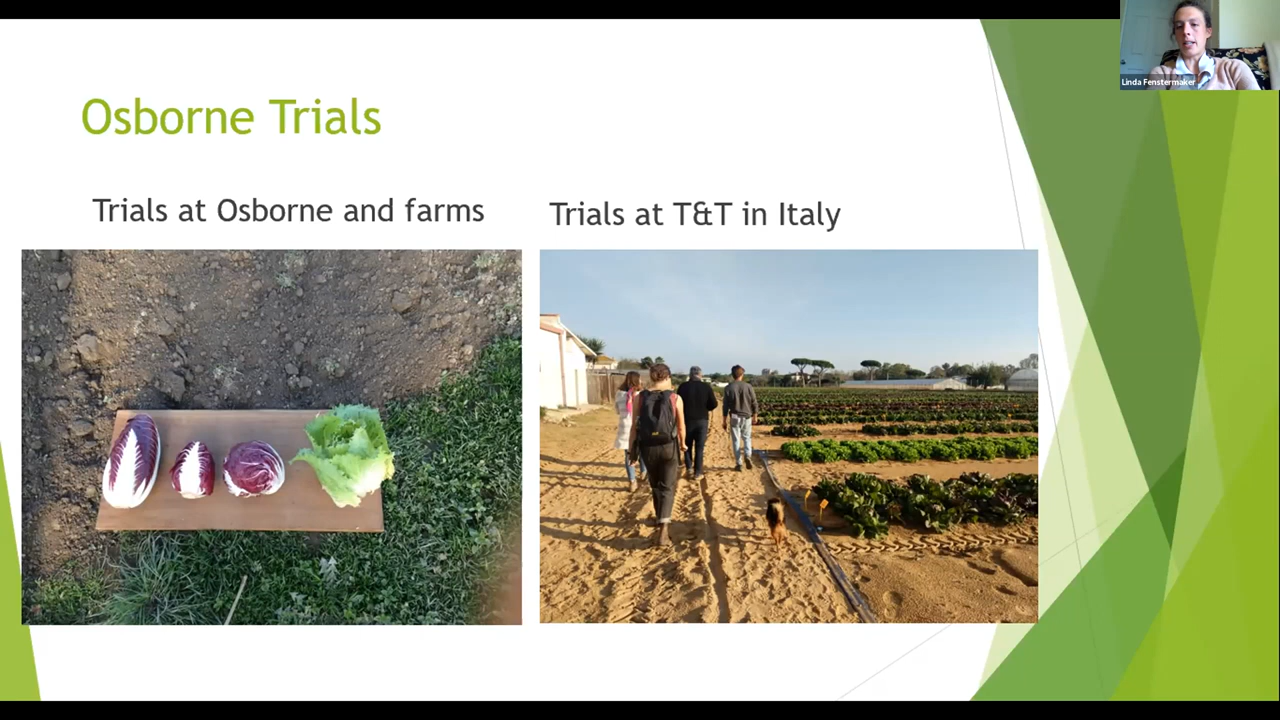 Linda Fenstermaker
Osborne Trials
Trials at Osborne and farms
Trials at T&T in Italy